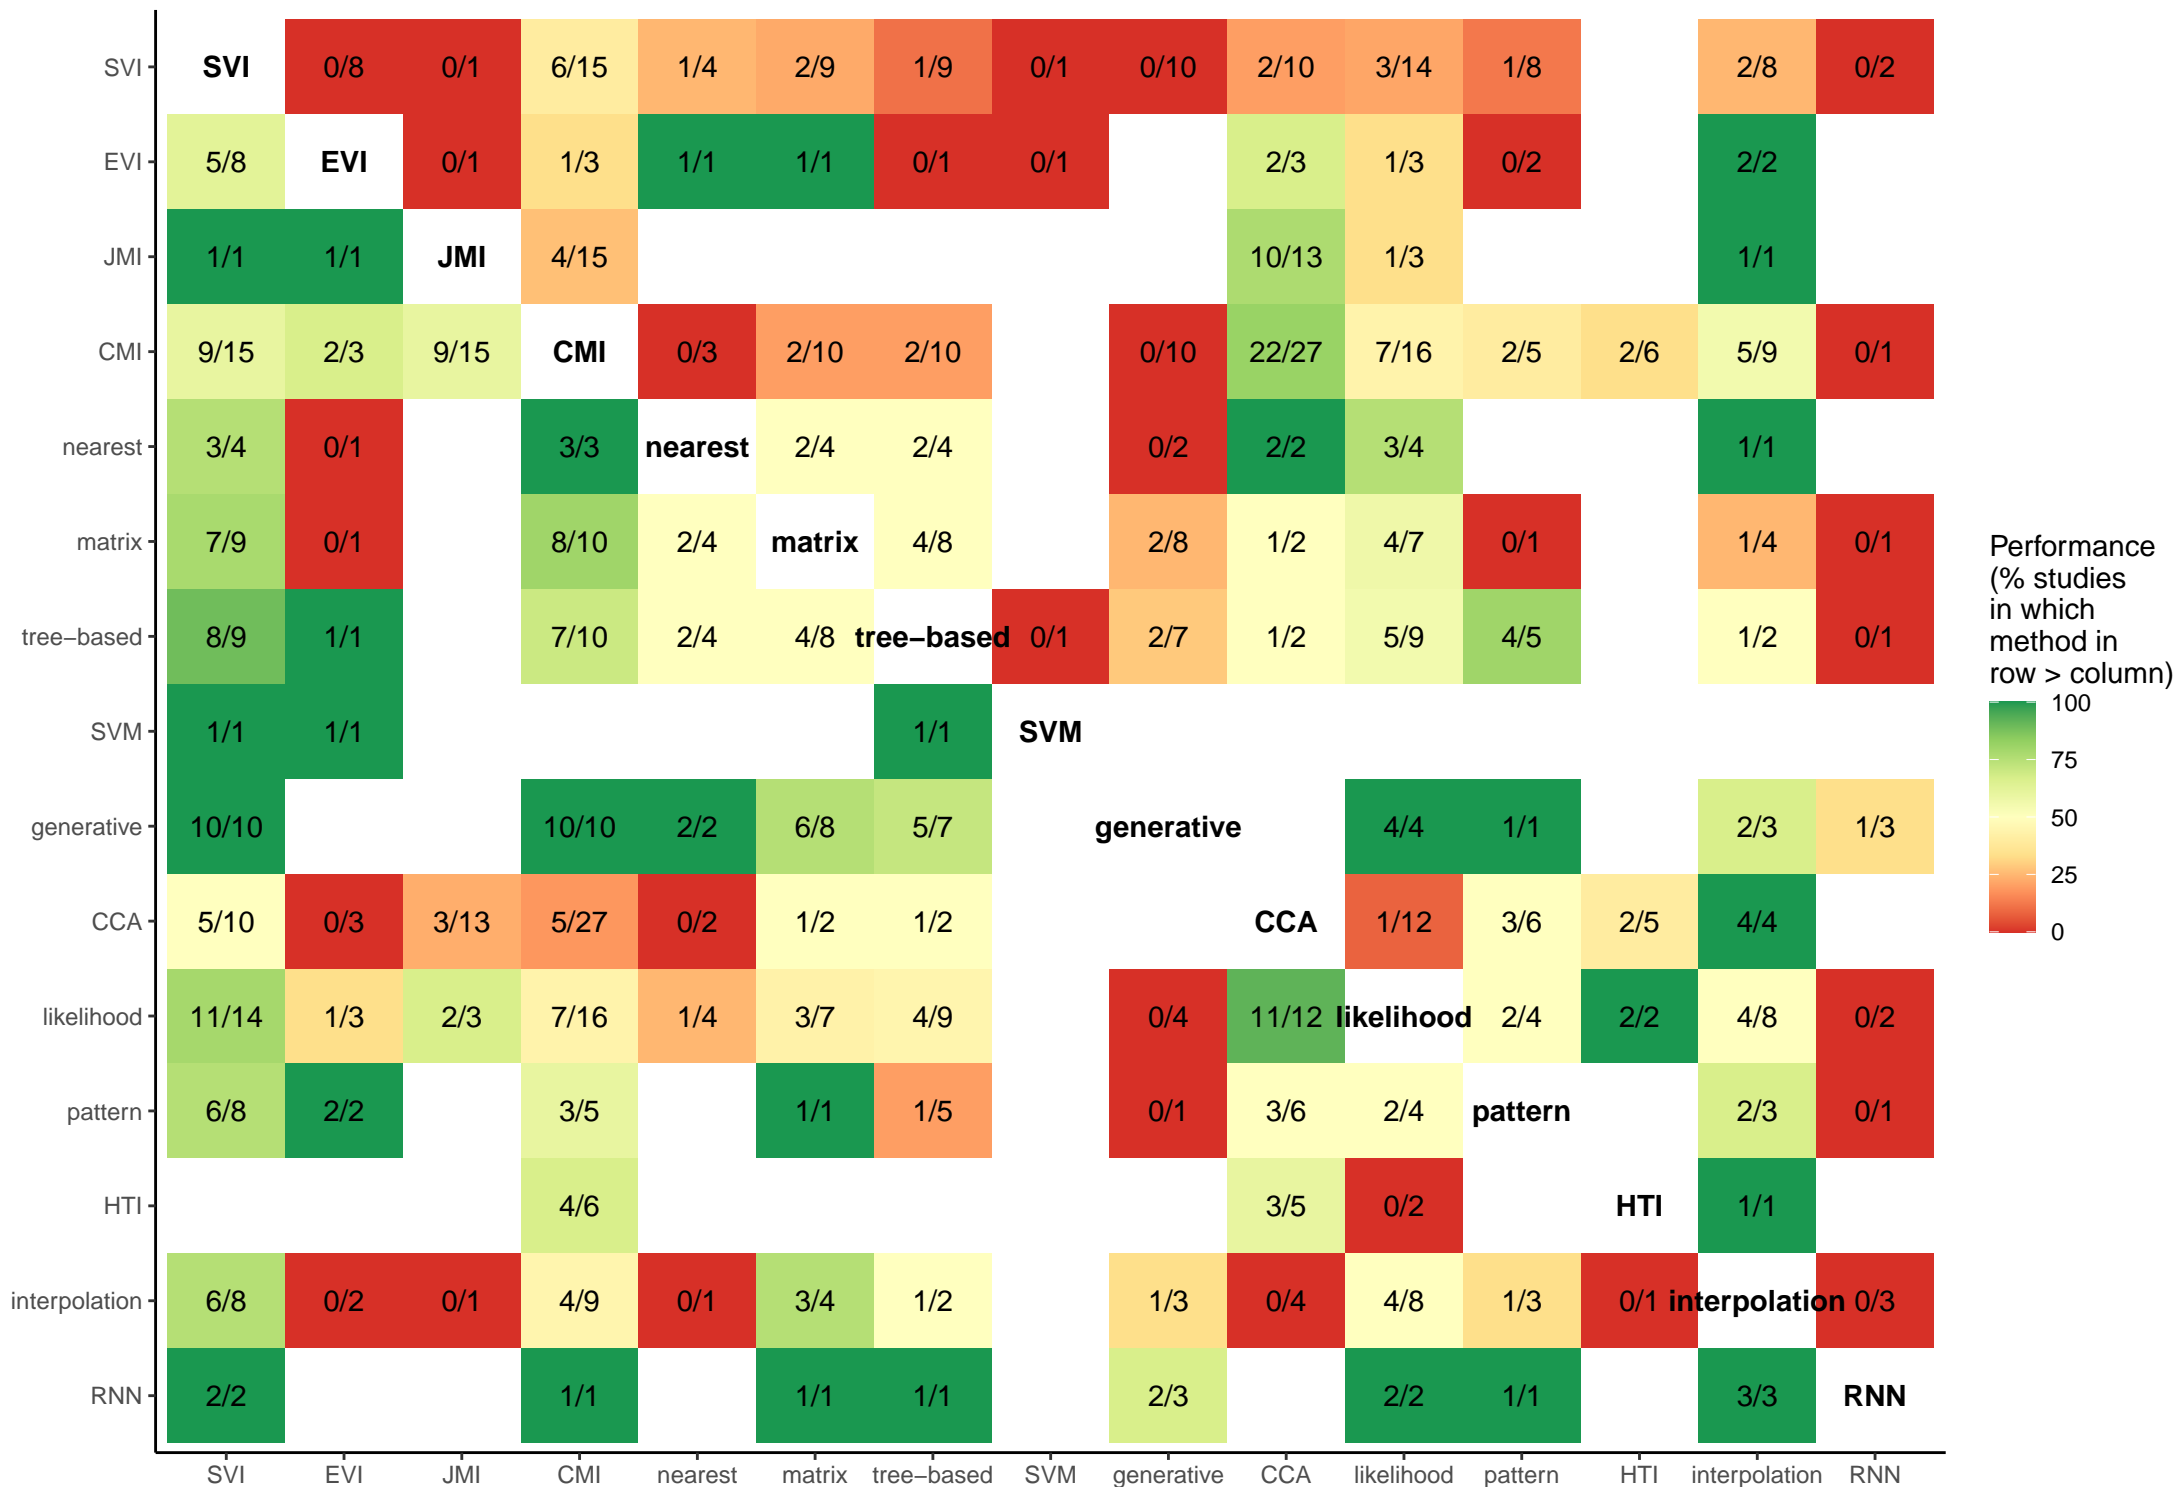 SVI SVI 0/8 0/1 6/15 1/4 2/9 1/9 0/1 0/10 2/10 3/14 1/8 2/8 0/2
EVI 5/8 EVI 0/1 1/3 1/1 1/1 0/1 0/1 2/3 1/3 0/2 2/2
JMI 1/1 1/1 JMI 4/15 10/13 1/3 1/1
CMI 9/15 2/3 9/15 CMI 0/3 2/10 2/10 0/10 22/27 7/16 2/5 2/6 5/9 0/1
nearest 3/4 0/1 3/3 nearest 2/4 2/4 0/2 2/2 3/4 1/1
matrix 7/9 0/1 8/10 2/4 matrix 4/8 2/8 1/2 4/7 0/1 1/4 0/1
tree−based 8/9 1/1 7/10 2/4 4/8 tree−based 0/1 2/7 1/2 5/9 4/5 1/2 0/1
SVM 1/1 1/1 1/1 SVM
generative 10/10 10/10 2/2 6/8 5/7 generative 4/4 1/1 2/3 1/3
CCA 5/10 0/3 3/13 5/27 0/2 1/2 1/2 CCA 1/12 3/6 2/5 4/4
likelihood 11/14 1/3 2/3 7/16 1/4 3/7 4/9 0/4 11/12 likelihood 2/4 2/2 4/8 0/2
pattern 6/8 2/2 3/5 1/1 1/5 0/1 3/6 2/4 pattern 2/3 0/1
HTI 4/6 3/5 0/2 HTI 1/1
interpolation 6/8 0/2 0/1 4/9 0/1 3/4 1/2 1/3 0/4 4/8 1/3 0/1 interpolation 0/3
RNN 2/2 1/1 1/1 1/1 2/3 2/2 1/1 3/3 RNN
SVI EVI JMI CMI nearest matrix tree−based SVM generative CCA likelihood pattern HTI interpolation RNN
Performance
(% studies
in which
method in
row > column)
100
75
50
25
0